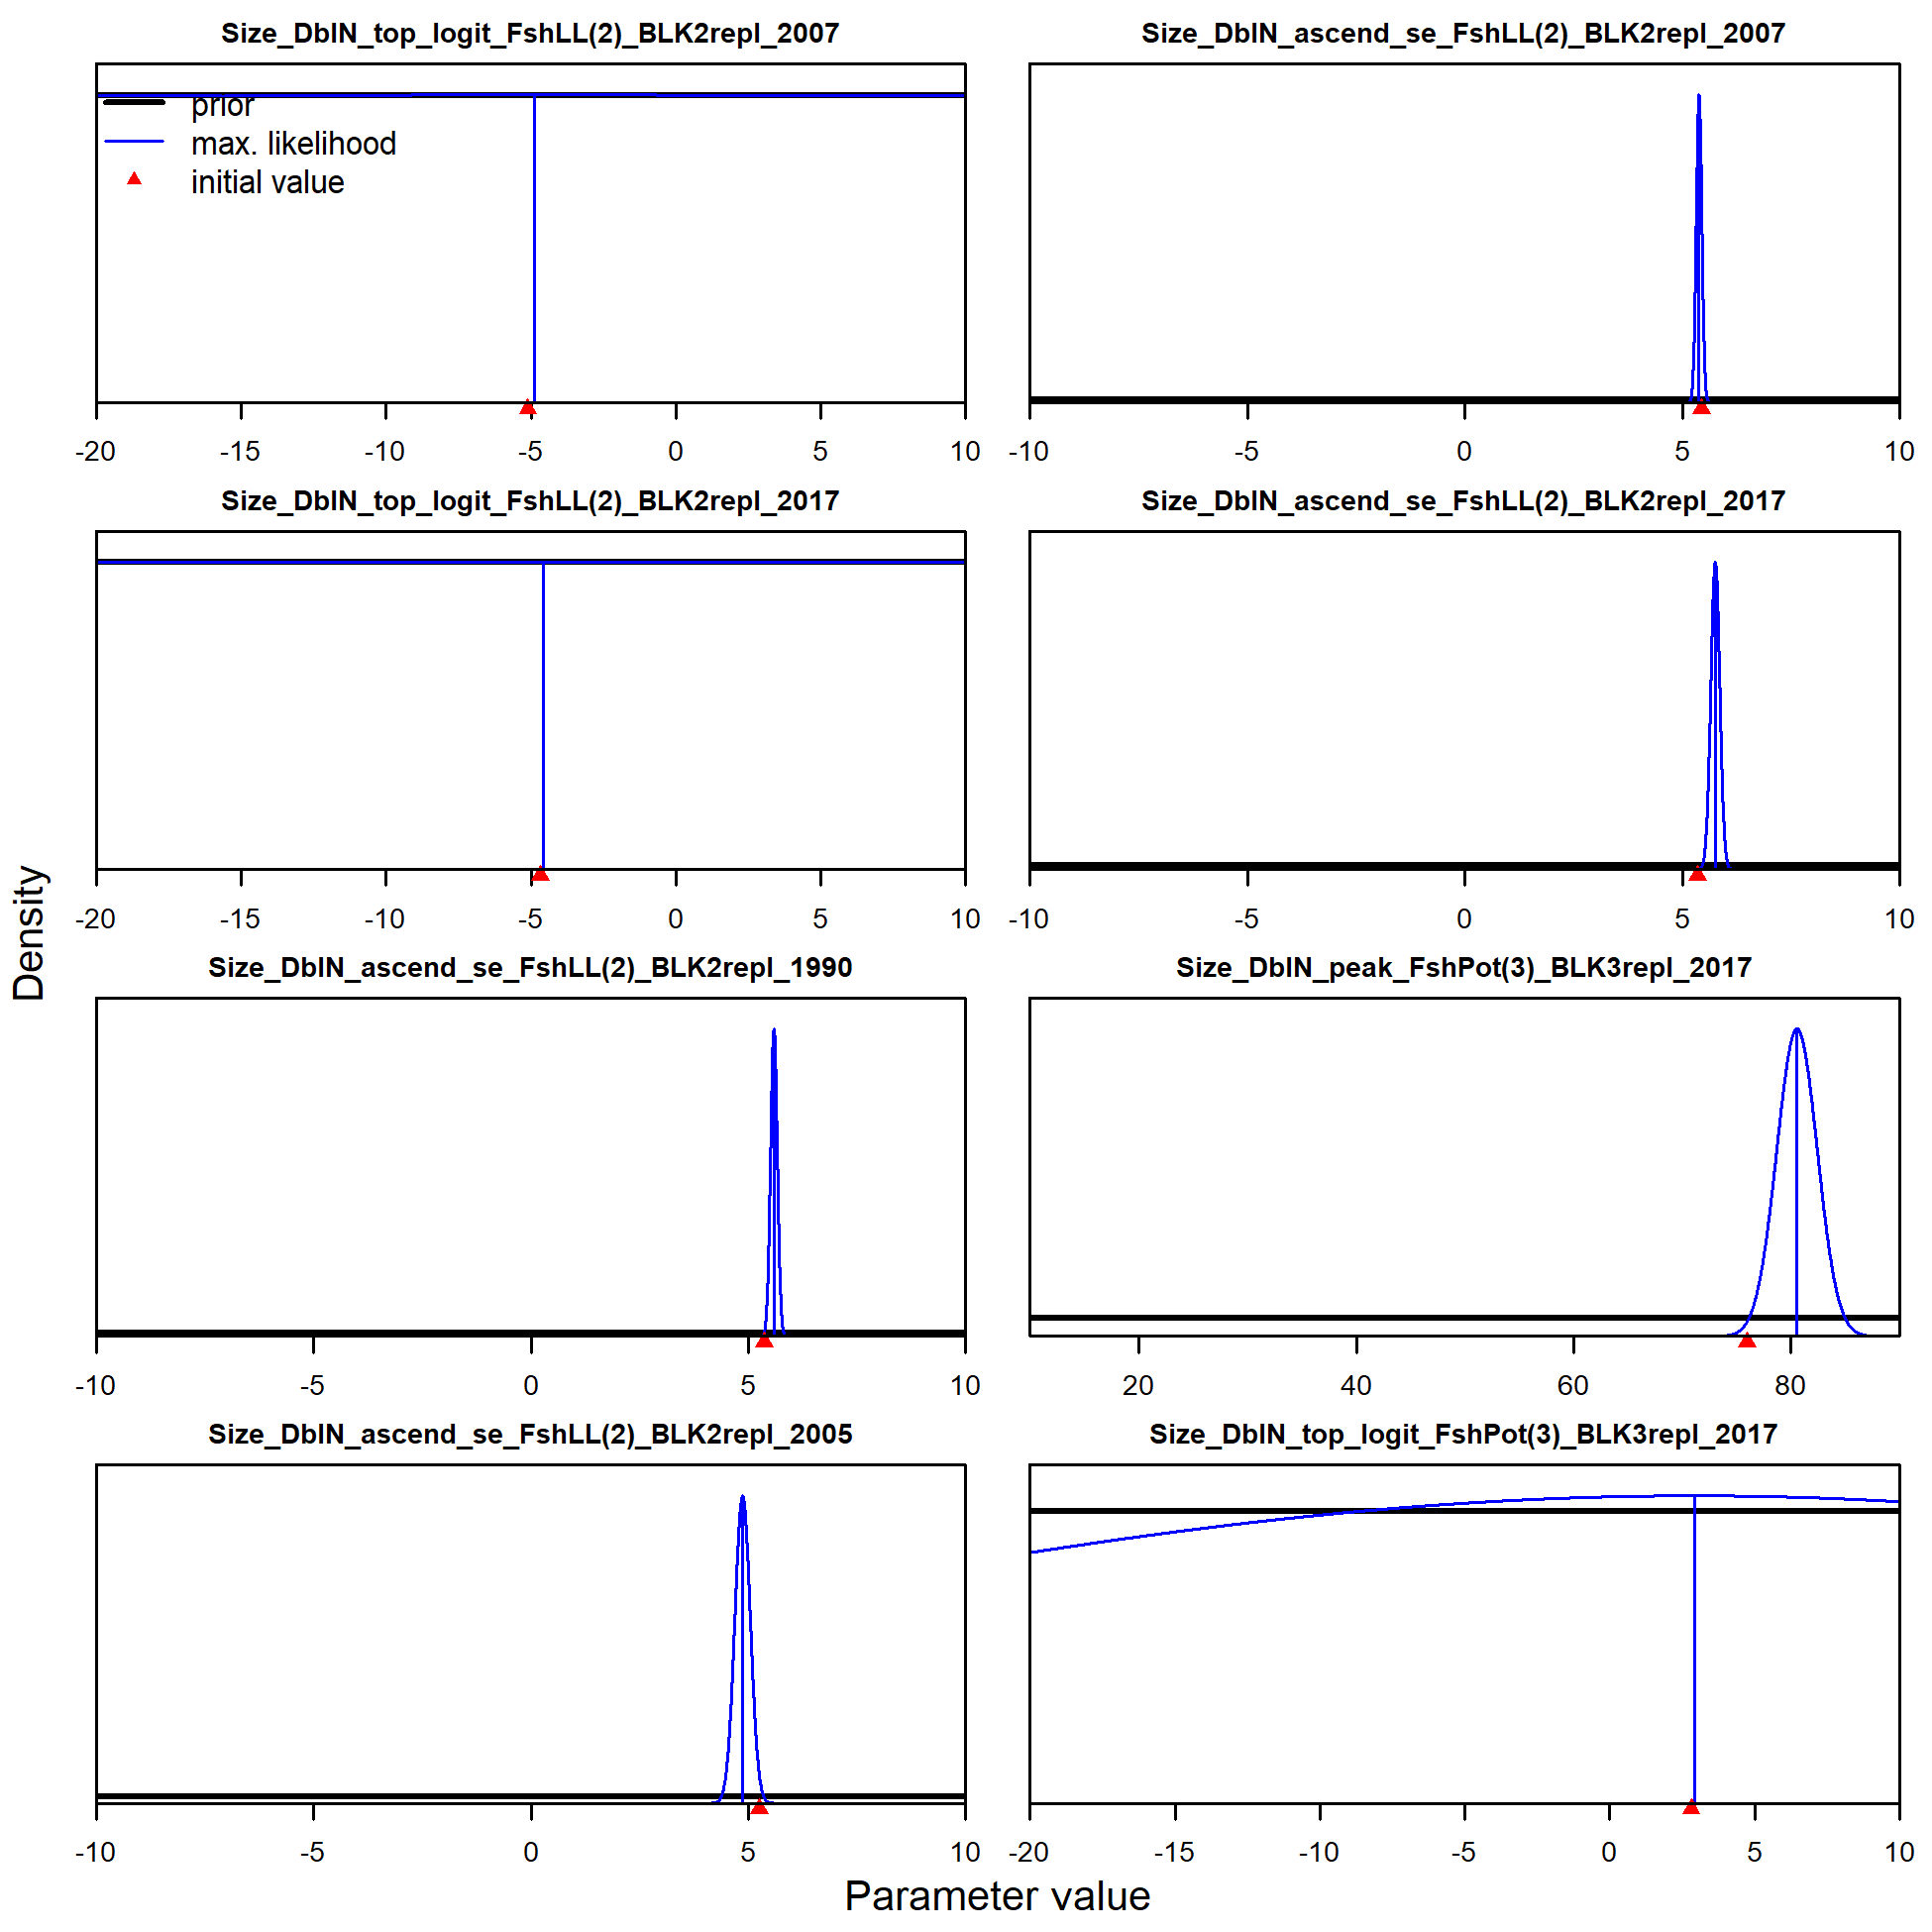 Size_DblN_top_logit_FshLL(2)_BLK2repl_2007
prior
max. likelihood
initial value
-20 -15 -10 -5 0 5 10
Size_DblN_ascend_se_FshLL(2)_BLK2repl_2007
-10 -5 0 5 10
Size_DblN_top_logit_FshLL(2)_BLK2repl_2017
-20 -15 -10 -5 0 5 10
Size_DblN_ascend_se_FshLL(2)_BLK2repl_2017
-10 -5 0 5 10
Size_DblN_ascend_se_FshLL(2)_BLK2repl_1990
-10 -5 0 5 10
Size_DblN_peak_FshPot(3)_BLK3repl_2017
20 40 60 80
Size_DblN_ascend_se_FshLL(2)_BLK2repl_2005
-10 -5 0 5 10
Size_DblN_top_logit_FshPot(3)_BLK3repl_2017
-20 -15 -10 -5 0 5 10
Density
Parameter value